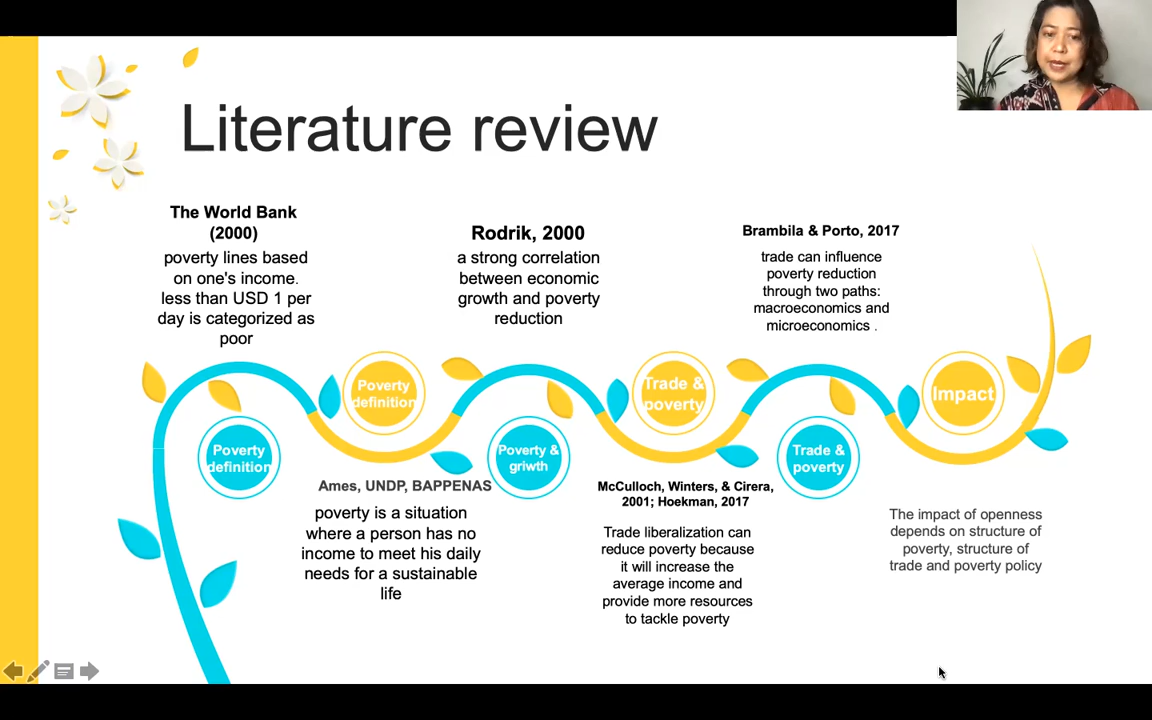 Literature review
The World Bank
(2000)
poverty lines based
on one's income.
less than USD 1 per
day is categorized as
poor
Poverty
definition
Poverty
definition
Ames, UNDP, BAPPENAS
poverty is a situation
where a person has no
income to meet his daily
needs for a sustainable
life
Rodrik, 2000
a strong correlation
between economic
growth and poverty
reduction
Poverty &
griwth
Trade &
poverty
McCulloch, Winters, & Cirera,
2001; Hoekman, 2017
Trade liberalization can
reduce poverty because
it will increase the
average income and
provide more resources
to tackle poverty
Brambila & Porto, 2017
trade can influence
poverty reduction
through two paths:
macroeconomics and
microeconomics .
Trade &
poverty
Impact
The impact of openness
depends on structure of
poverty, structure of
trade and poverty policy